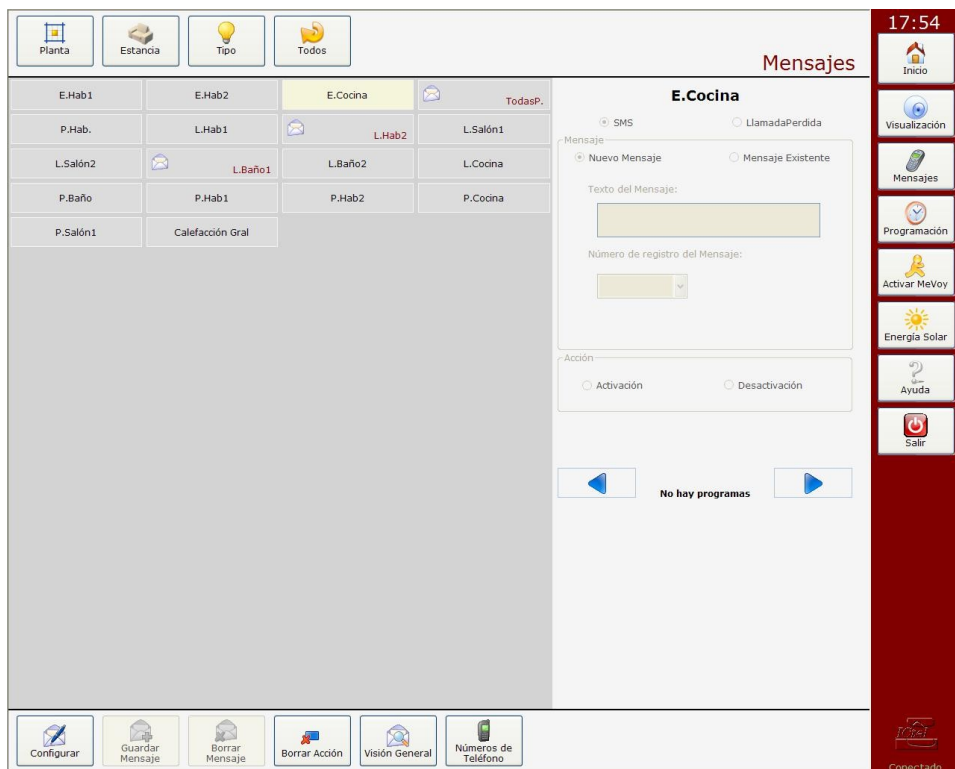 Planta
Estancia
Tipo
Todos
Mensajes
17:54
Inicio
Visualización
Mensajes
Programación
Activar MeVoy
Energía Solar
Ayuda
Salir
E.Hab1
E.Hab2
E.Cocina
TodasP.
P.Hab.
L.Hab1
L.Hab2
L.Salón1
L.Salón2
L.Baño1
L.Baño2
L.Cocina
P.Baño
P.Hab1
P.Hab2
P.Cocina
P.Salón1
Calefacción Gral
E.Cocina
SMS
LlamadaPerdida
Mensaje
Nuevo Mensaje
Mensaje Existente
Texto del Mensaje:
Número de registro del Mensaje:
Acción
Activación
Desactivación
No hay programas
Configurar
Guardar
Mensaje
Borrar
Mensaje
Borrar Acción
Visión General
Números de
Teléfono
Conectado